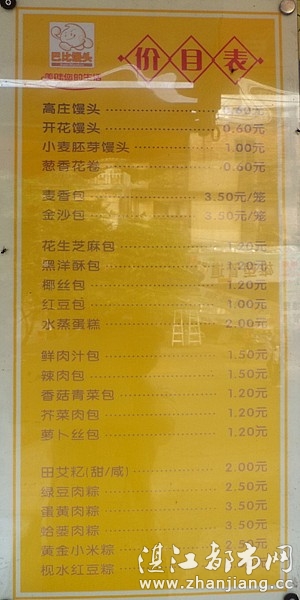 巴比馒头
价目表
高庄馒头 0.60元
开花馒头 0.60元
小麦胚芽馒头 1.00元
葱香花卷 0.60元
麦香包 3.50元/笼
金沙包 3.50元/笼
花生芝麻包 1.20元
黑洋酥包 1.20元
椰丝包 1.20元
红豆包 1.00元
水蒸蛋糕 2.00元
鲜肉汁包 1.50元
辣肉包 1.50元
香菇青菜包 1.20元
芥菜肉包 1.20元
萝卜丝包 1.20元
田艾籺(甜/咸) 2.00元
绿豆肉粽 2.50元
蛋黄肉粽 3.50元
蛤蒌肉粽 3.50元
黄金小米粽 2.50元
枧水红豆粽
湛江都市网
www.zhanjiang.cc